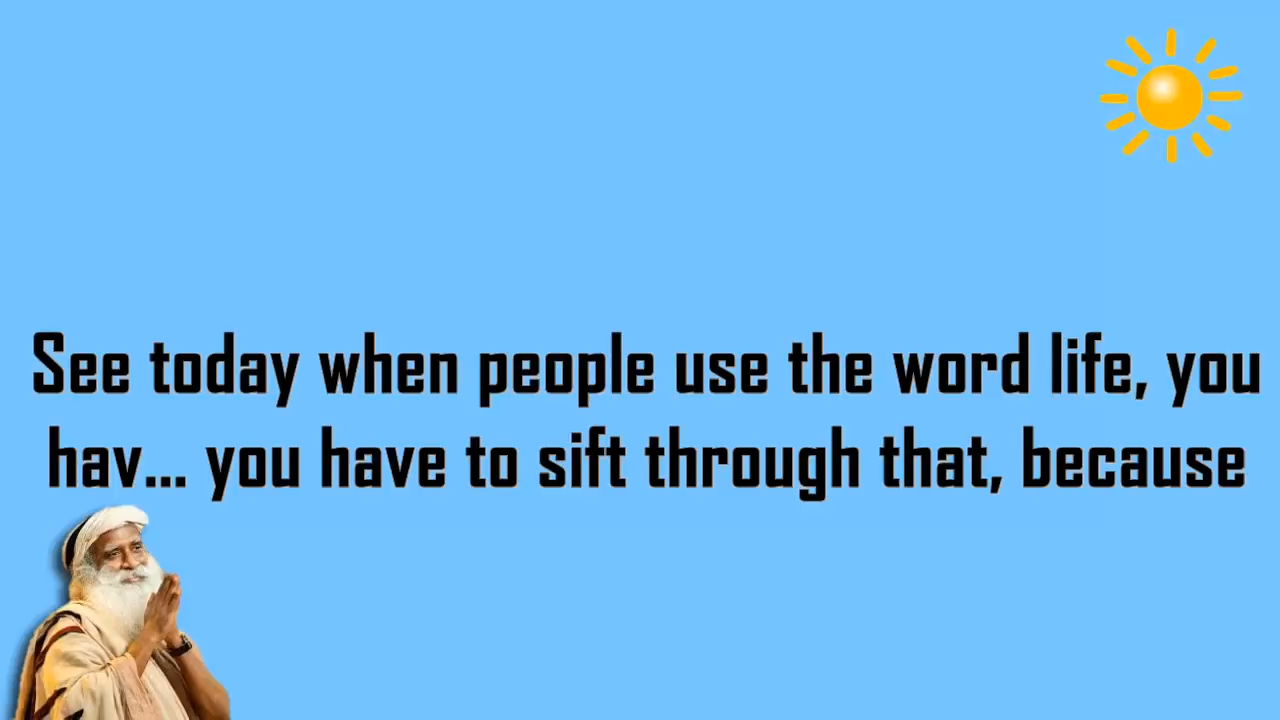 See today when people use the word life, you
hav... you have to sift through that, because